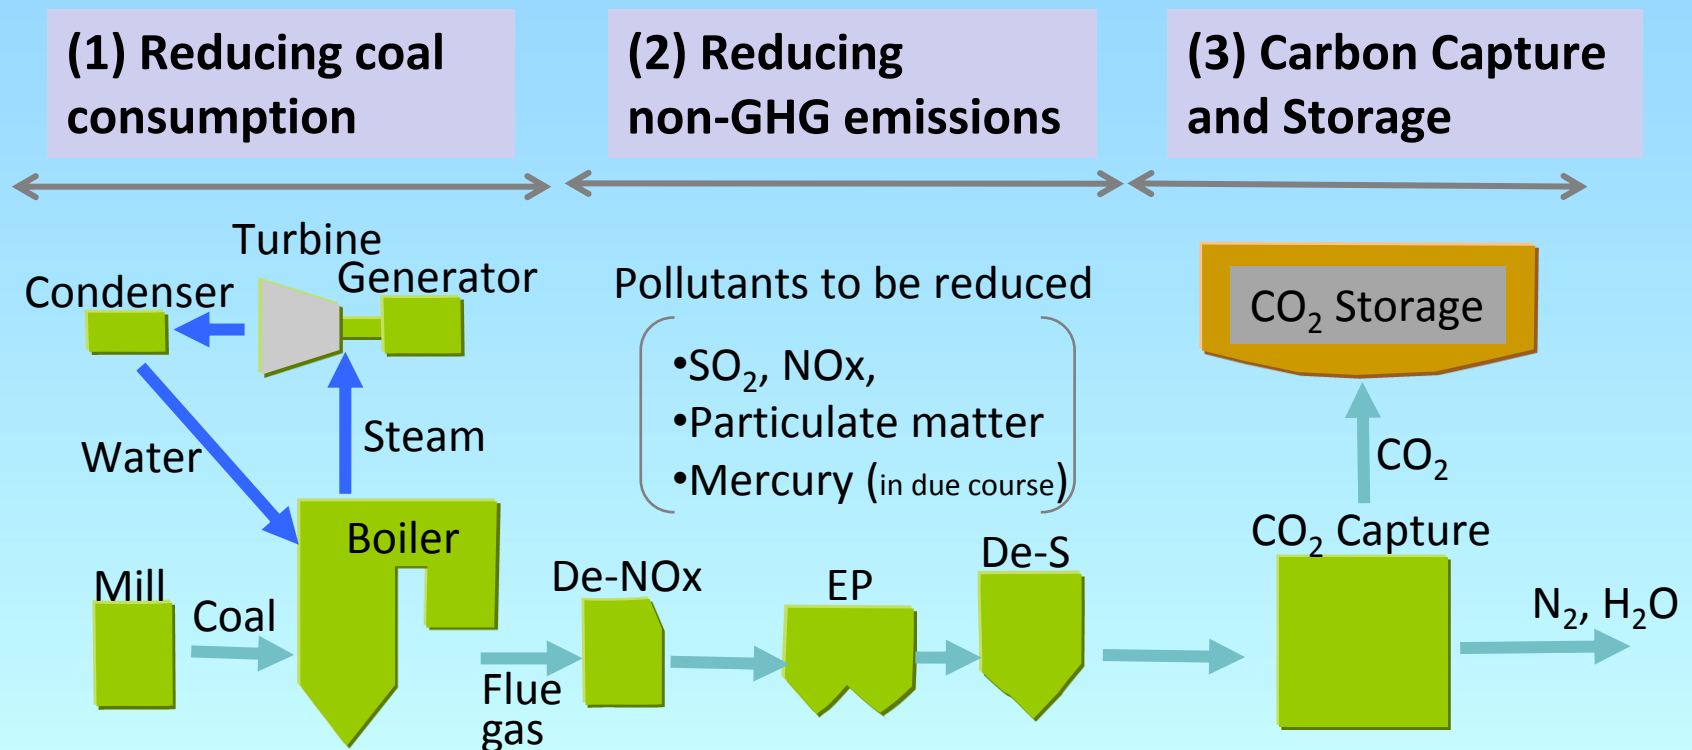 (1) Reducing coal
consumption
(2) Reducing
non-GHG emissions
(3) Carbon Capture
and Storage
Turbine
Generator
Condenser
Water
Steam
Boiler
Mill
Coal
Flue
gas
Pollutants to be reduced
•SO₂, NOx,
•Particulate matter
•Mercury (in due course)
De-NOx
EP
De-S
CO₂ Storage
CO₂
CO₂ Capture
N₂, H₂O